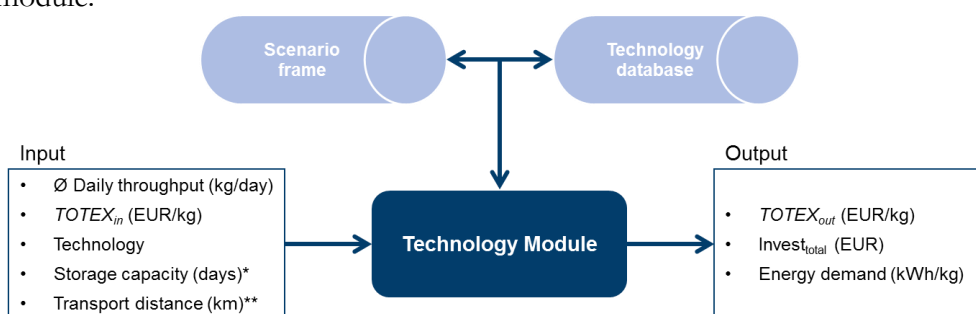 module.
Scenario
frame
Technology
database
Input
• Ø Daily throughput (kg/day)
• TOTEXin (EUR/kg)
• Technology
• Storage capacity (days)*
• Transport distance (km)**
Technology Module
Output
• TOTEXout (EUR/kg)
• Investtotal (EUR)
• Energy demand (kWh/kg)